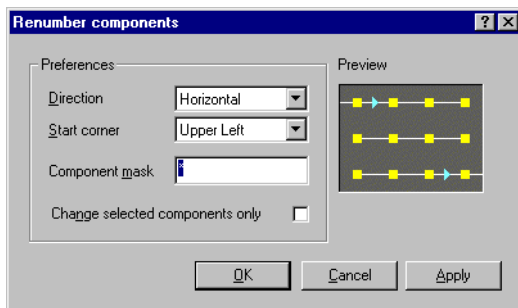 Renumber components
Preferences
Preview
Direction
Horizontal
Start corner
Upper Left
Component mask
*
Change selected components only
OK
Cancel
Apply